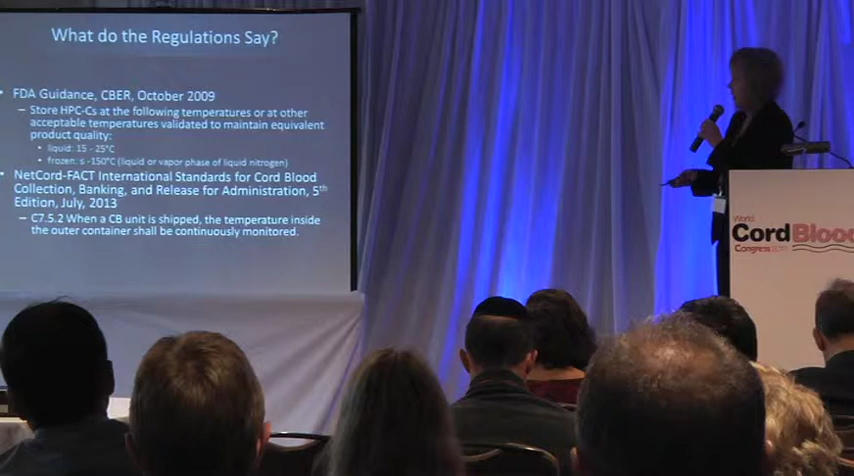 What do the Regulations Say?
• FDA Guidance, CBER, October 2009
– Store HPC-Cs at the following temperatures or at other
acceptable temperatures validated to maintain equivalent
product quality:
• liquid: 15 - 25°C
• frozen: ≤ -150°C (liquid or vapor phase of liquid nitrogen)
• NetCord-FACT International Standards for Cord Blood
Collection, Banking, and Release for Administration, 5th
Edition, July, 2013
– C7.5.2 When a CB unit is shipped, the temperature inside
the outer container shall be continuously monitored.
World
CordBlood
Congress